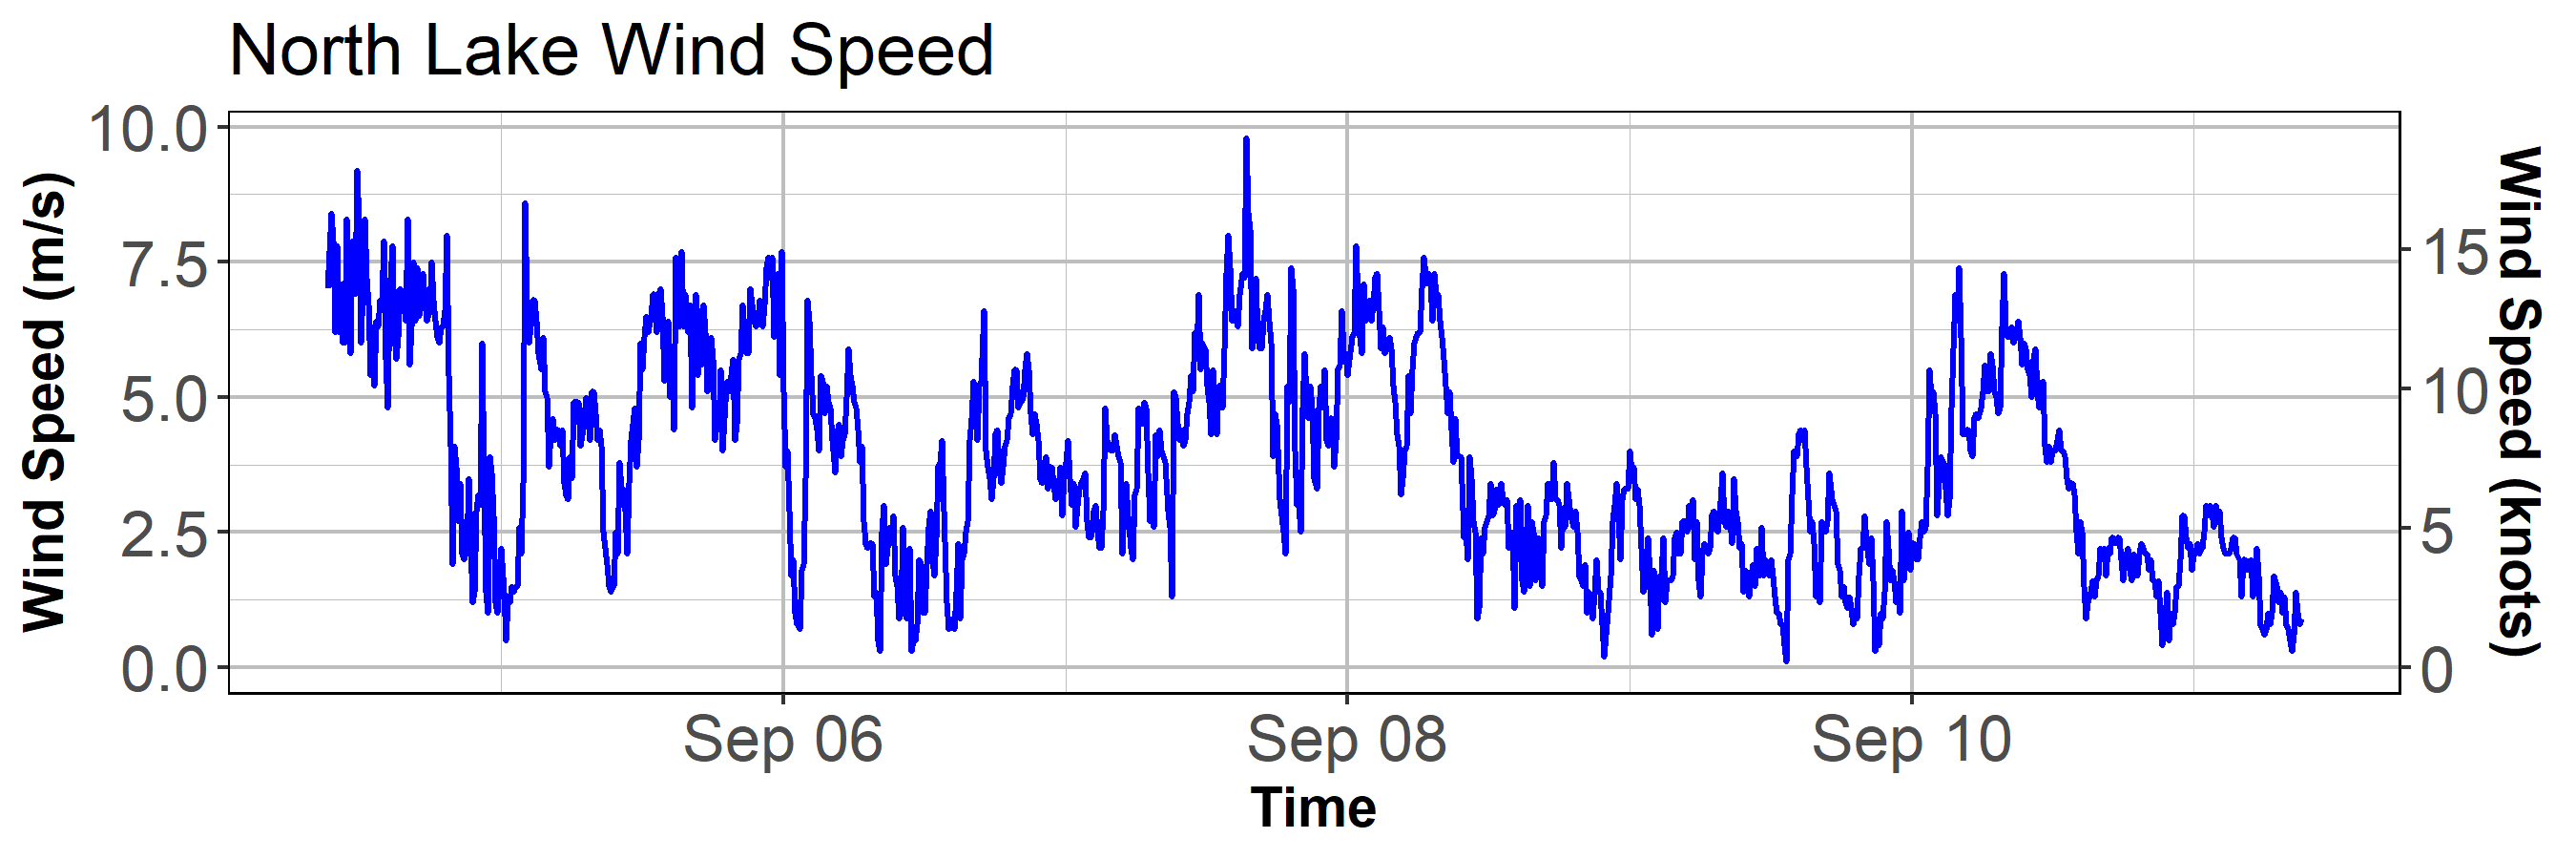 North Lake Wind Speed
Wind Speed (m/s)
10.0
7.5
5.0
2.5
0.0
Wind Speed (knots)
15
10
5
0
Sep 06 Sep 08 Sep 10
Time